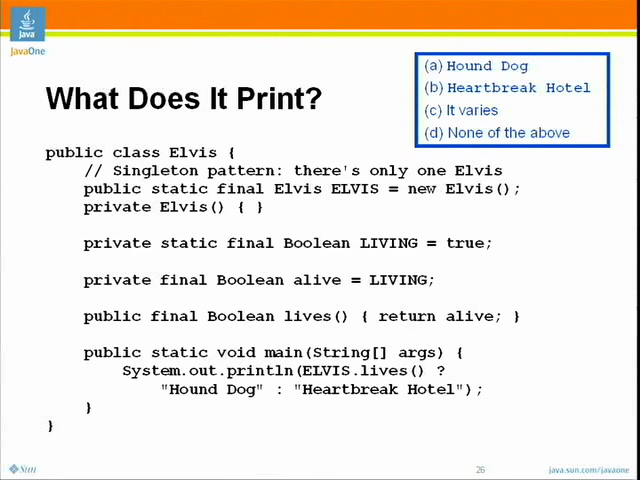 Java
JavaOne
(a) Hound Dog
(b) Heartbreak Hotel
(c) It varies
(d) None of the above
What Does It Print?
public class Elvis {
// Singleton pattern: there's only one Elvis
public static final Elvis ELVIS = new Elvis();
private Elvis() { }
private static final Boolean LIVING = true;
private final Boolean alive = LIVING;
public final Boolean lives() { return alive; }
public static void main(String[] args) {
System.out.println(ELVIS.lives() ?
"Hound Dog" : "Heartbreak Hotel");
}
}
Sun
26
java.sun.com/javaone